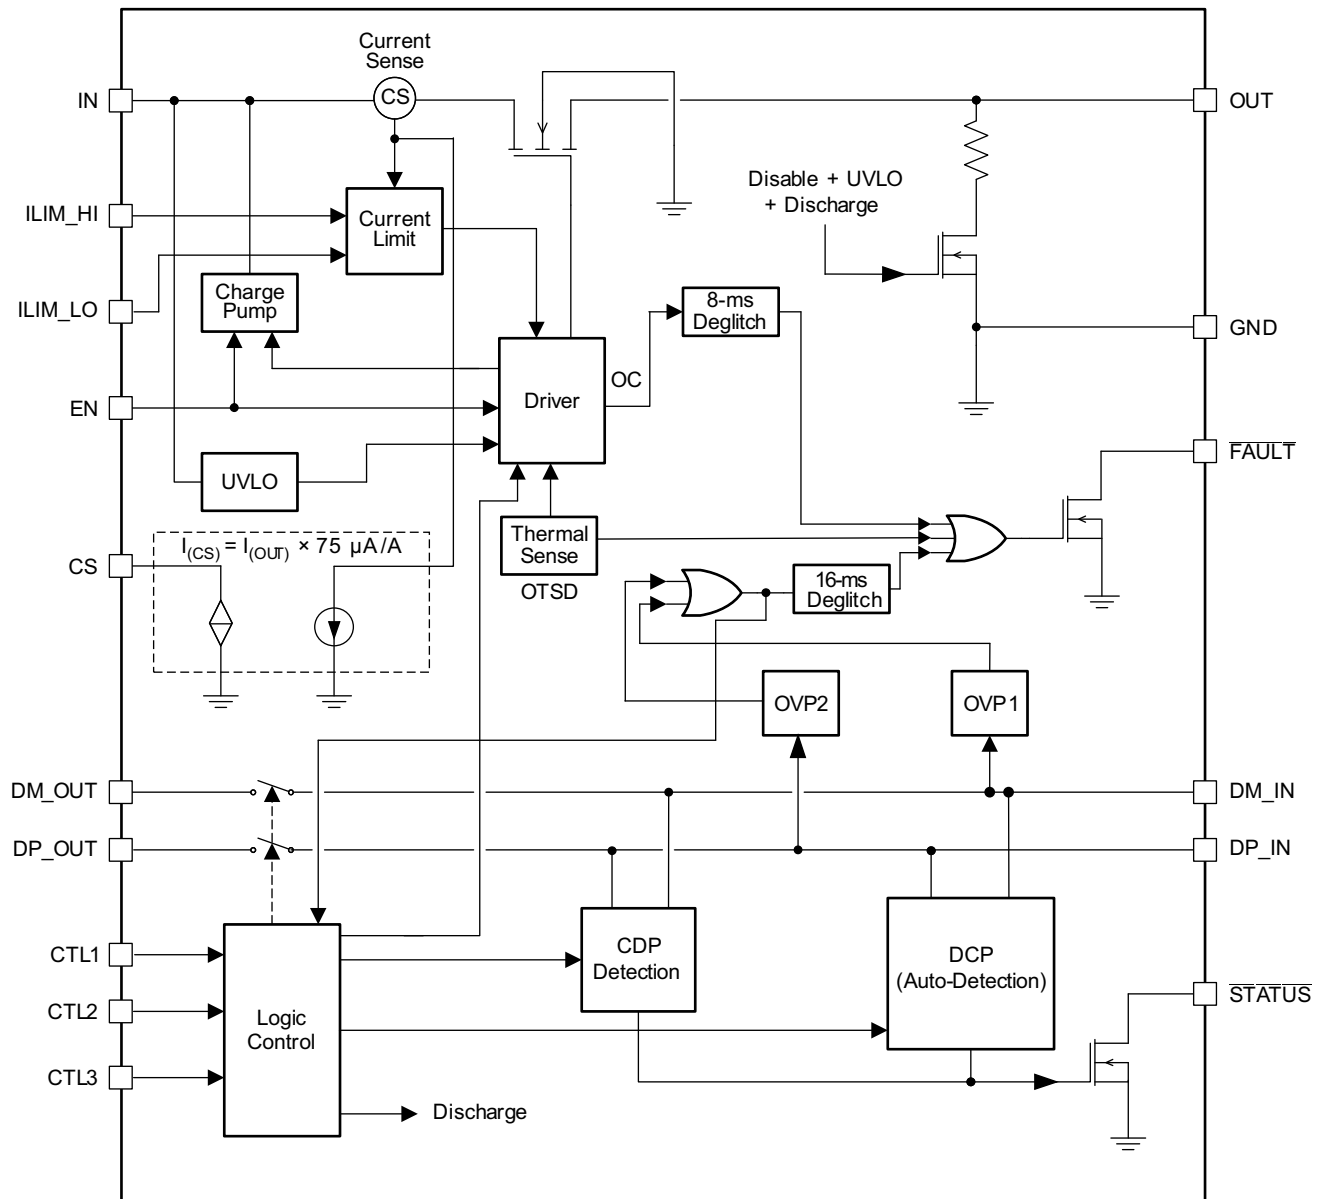 Current
Sense
IN
CS
OUT
Disable + UVLO
+ Discharge
ILIM_HI
Current
Limit
Charge
Pump
ILIM_LO
8-ms
Deglitch
GND
OC
EN
Driver
FAULT
UVLO
Thermal
Sense
OTSD
I(CS) = I(OUT) × 75 µA/A
CS
16-ms
Deglitch
OVP2
OVP1
DM_OUT
DM_IN
DP_OUT
DP_IN
CTL1
CDP
Detection
DCP
(Auto-Detection)
STATUS
CTL2
Logic
Control
CTL3
Discharge